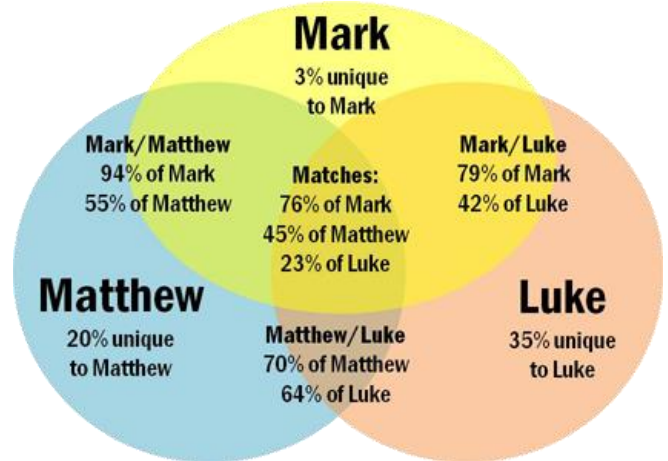 Mark
3% unique
to Mark
Mark/Matthew
94% of Mark
55% of Matthew
Matches:
76% of Mark
45% of Matthew
23% of Luke
Mark/Luke
79% of Mark
42% of Luke
Matthew
20% unique
to Matthew
Matthew/Luke
70% of Matthew
64% of Luke
Luke
35% unique
to Luke